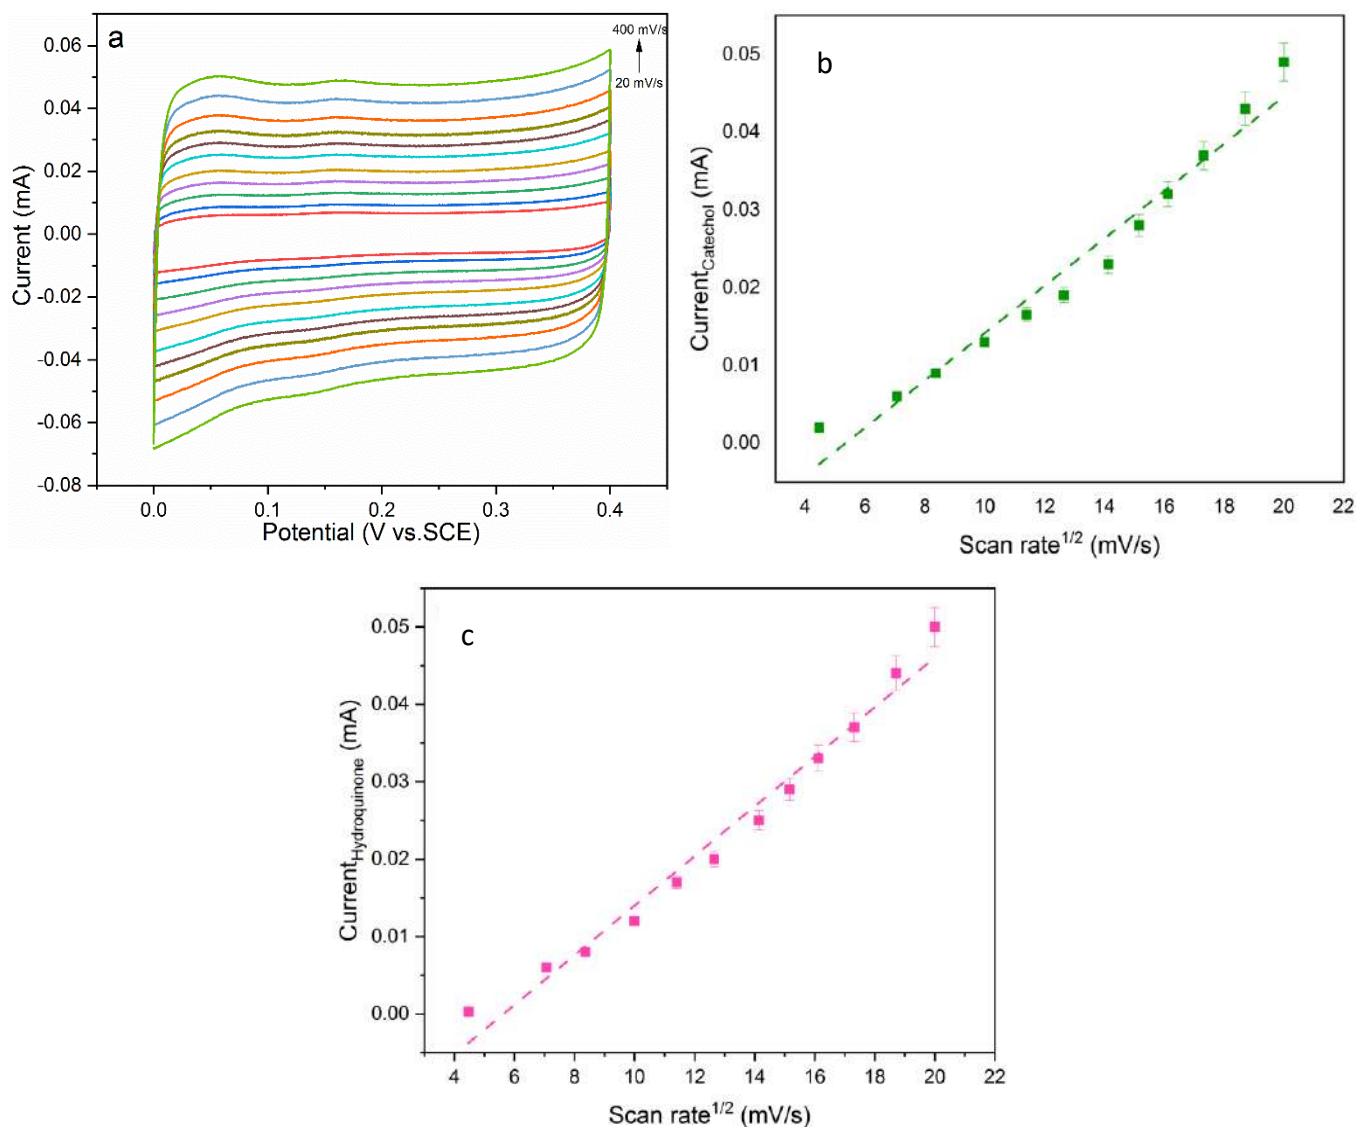 a
400 mV/s
20 mV/s
0.06
0.04
0.02
0.00
-0.02
-0.04
-0.06
-0.08
Current (mA)
0.0 0.1 0.2 0.3 0.4
Potential (V vs.SCE)
b
0.05
0.04
0.03
0.02
0.01
0.00
Current_Catechol (mA)
4 6 8 10 12 14 16 18 20 22
Scan rate^1/2 (mV/s)
c
0.05
0.04
0.03
0.02
0.01
0.00
Current_Hydroquinone (mA)
4 6 8 10 12 14 16 18 20 22
Scan rate^1/2 (mV/s)